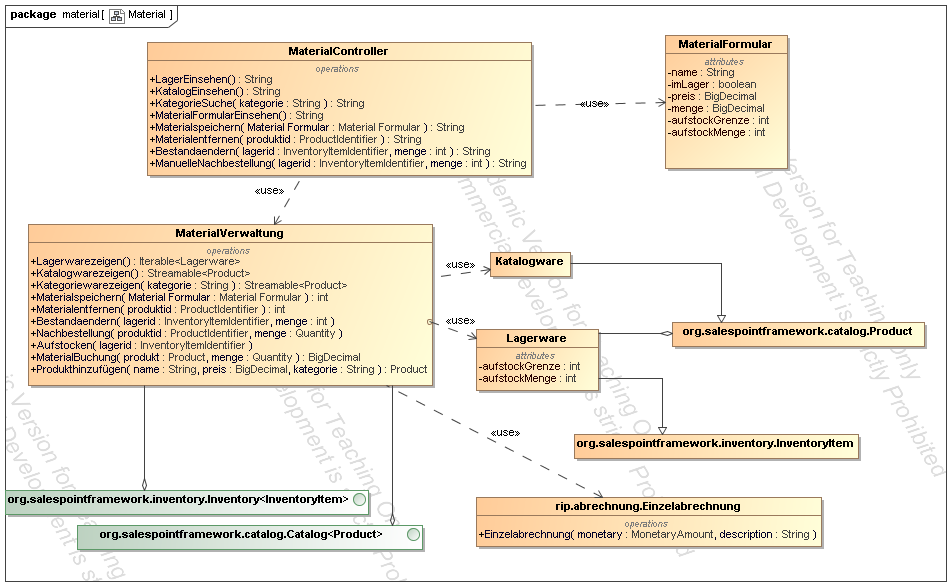 package material[ Material ]
MaterialController
operations
+LagerEinsehen() : String
+KatalogEinsehen() : String
+KategorieSuche( kategorie : String ) : String
+MaterialFormularEinsehen() : String
+Materialspeichern( Material Formular : Material Formular ) : String
+Materialentfernen( produktid : ProductIdentifier ) : String
+Bestandaendern( lagerid : InventoryItemIdentifier, menge : int ) : String
+ManuelleNachbestellung( lagerid : InventoryItemIdentifier, menge : int ) : String
MaterialFormular
attributes
-name : String
-imLager : boolean
-preis : BigDecimal
-menge : BigDecimal
-aufstockGrenze : int
-aufstockMenge : int
«use»
«use»
MaterialVerwaltung
operations
+Lagerwarezeigen() : Iterable<Lagerware>
+Katalogwarezeigen() : Streamable<Product>
+Kategoriewarezeigen( kategorie : String ) : Streamable<Product>
+Materialspeichern( Material Formular : Material Formular ) : int
+Materialentfernen( produktid : ProductIdentifier ) : int
+Bestandaendern( lagerid : InventoryItemIdentifier, menge : int )
+Nachbestellung( produktid : ProductIdentifier, menge : Quantity )
+Aufstocken( lagerid : InventoryItemIdentifier )
+MaterialBuchung( produkt : Product, menge : Quantity ) : BigDecimal
+Produkthinzufügen( name : String, preis : BigDecimal, kategorie : String ) : Product
«use»
Katalogware
«use»
Lagerware
attributes
-aufstockGrenze : int
-aufstockMenge : int
org.salespointframework.catalog.Product
org.salespointframework.inventory.InventoryItem
«use»
org.salespointframework.inventory.Inventory<InventoryItem>
org.salespointframework.catalog.Catalog<Product>
rip.abrechnung.Einzelabrechnung
operations
+Einzelabrechnung( monetary : MonetaryAmount, description : String )